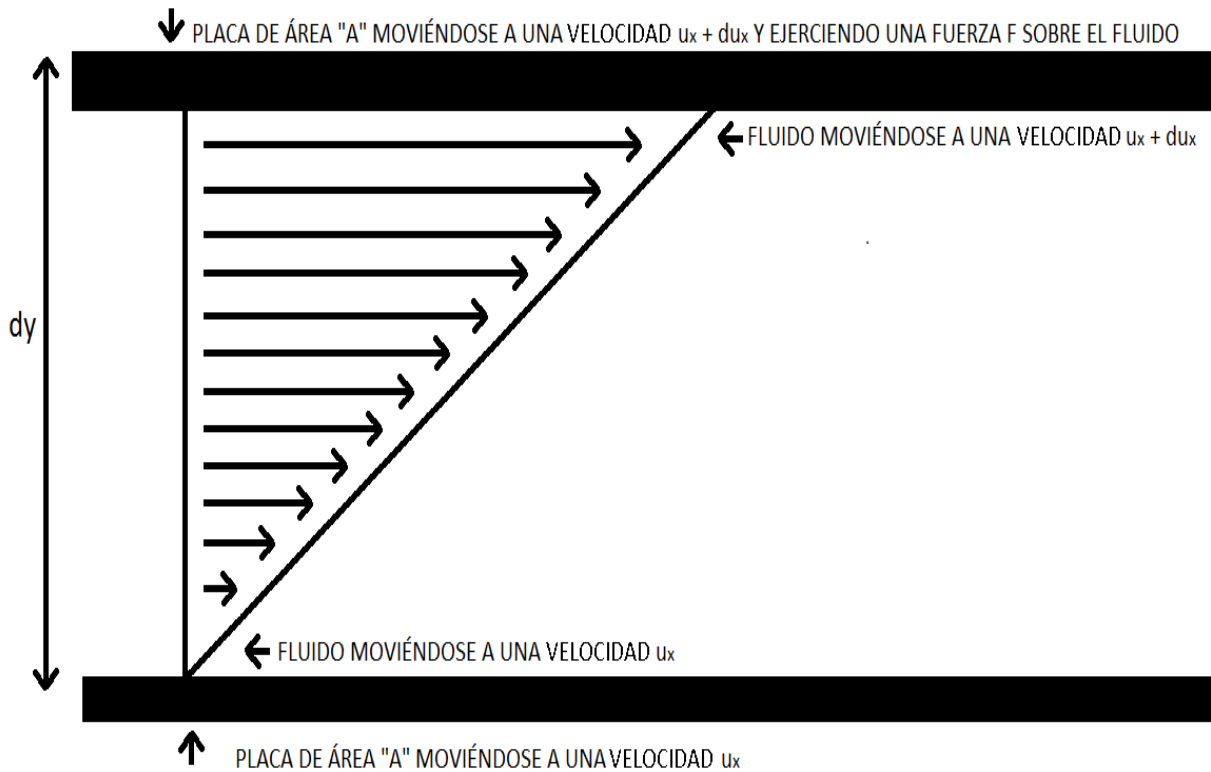 PLACA DE ÁREA "A" MOVIÉNDOSE A UNA VELOCIDAD ux + dux Y EJERCIENDO UNA FUERZA F SOBRE EL FLUIDO
FLUIDO MOVIÉNDOSE A UNA VELOCIDAD ux + dux
dy
FLUIDO MOVIÉNDOSE A UNA VELOCIDAD ux
PLACA DE ÁREA "A" MOVIÉNDOSE A UNA VELOCIDAD ux